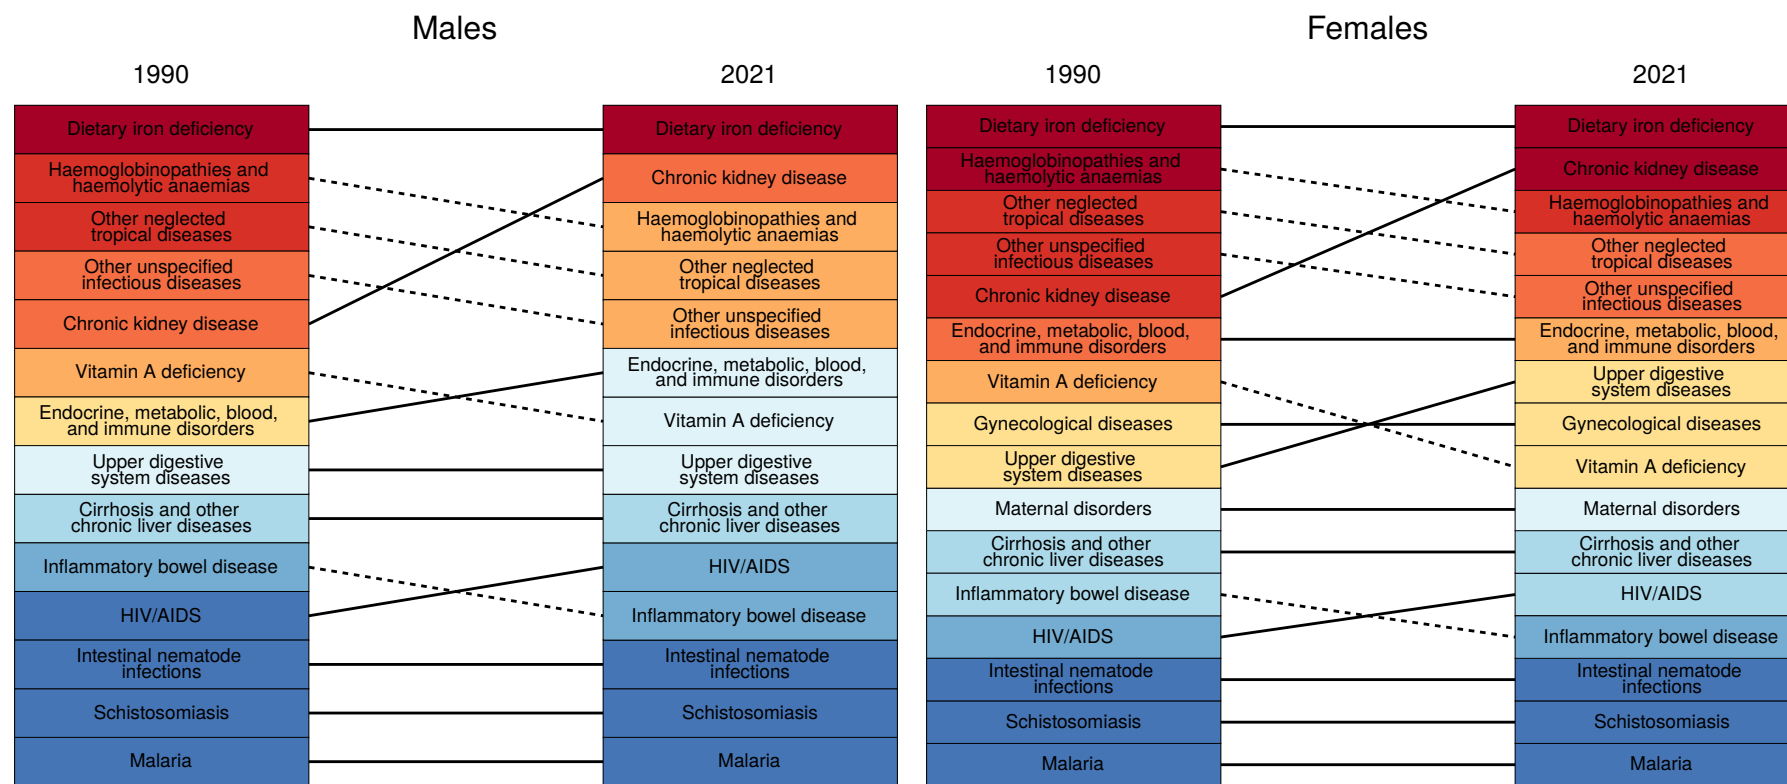 Males
1990
2021
Dietary iron deficiency
Haemoglobinopathies and
haemolytic anaemias
Other neglected
tropical diseases
Other unspecified
infectious diseases
Chronic kidney disease
Vitamin A deficiency
Endocrine, metabolic, blood,
and immune disorders
Upper digestive
system diseases
Cirrhosis and other
chronic liver diseases
Inflammatory bowel disease
HIV/AIDS
Intestinal nematode
infections
Schistosomiasis
Malaria
Dietary iron deficiency
Chronic kidney disease
Haemoglobinopathies and
haemolytic anaemias
Other neglected
tropical diseases
Other unspecified
infectious diseases
Endocrine, metabolic, blood,
and immune disorders
Vitamin A deficiency
Upper digestive
system diseases
Cirrhosis and other
chronic liver diseases
HIV/AIDS
Inflammatory bowel disease
Intestinal nematode
infections
Schistosomiasis
Malaria
Females
1990
2021
Dietary iron deficiency
Haemoglobinopathies and
haemolytic anaemias
Other neglected
tropical diseases
Other unspecified
infectious diseases
Chronic kidney disease
Endocrine, metabolic, blood,
and immune disorders
Vitamin A deficiency
Gynecological diseases
Upper digestive
system diseases
Maternal disorders
Cirrhosis and other
chronic liver diseases
Inflammatory bowel disease
HIV/AIDS
Intestinal nematode
infections
Schistosomiasis
Malaria
Dietary iron deficiency
Chronic kidney disease
Haemoglobinopathies and
haemolytic anaemias
Other neglected
tropical diseases
Other unspecified
infectious diseases
Endocrine, metabolic, blood,
and immune disorders
Upper digestive
system diseases
Gynecological diseases
Vitamin A deficiency
Maternal disorders
Cirrhosis and other
chronic liver diseases
HIV/AIDS
Inflammatory bowel disease
Intestinal nematode
infections
Schistosomiasis
Malaria